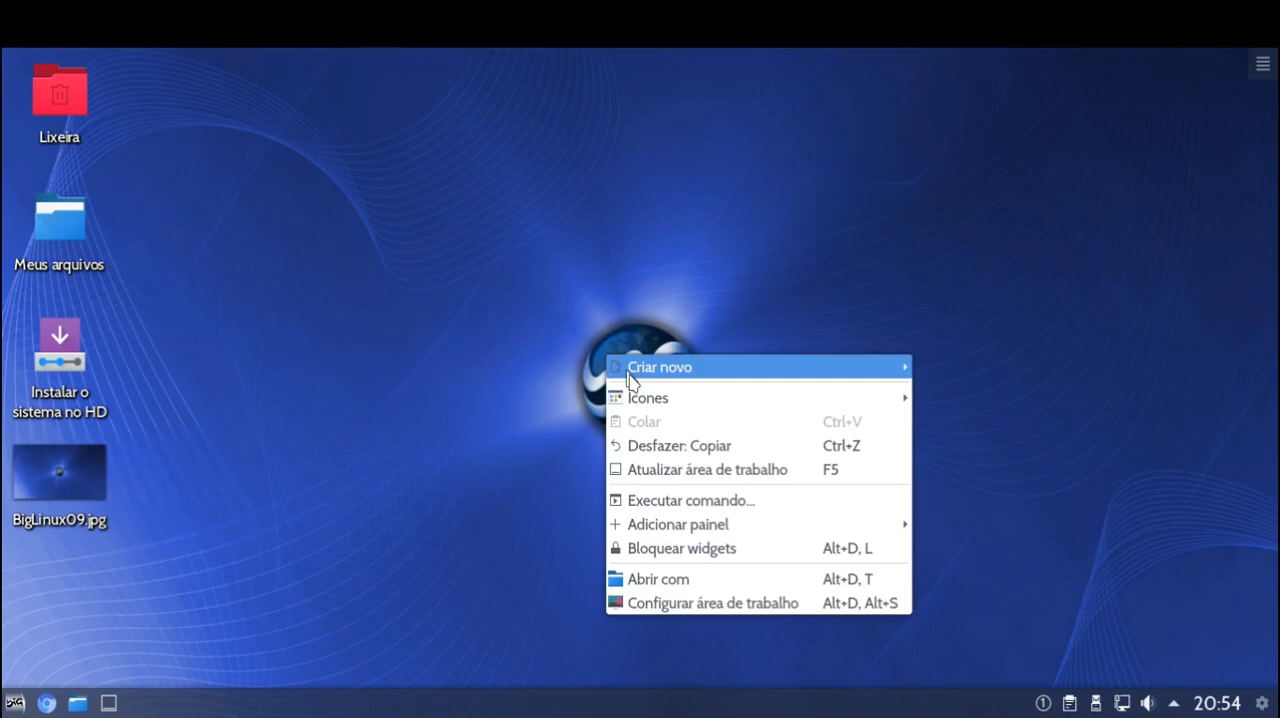 Lixeira
Meus arquivos
Instalar o
sistema no HD
BigLinux09.jpg
Criar novo
Ícones
Colar Ctrl+V
Desfazer: Copiar Ctrl+Z
Atualizar área de trabalho F5
Executar comando...
Adicionar painel
Bloquear widgets Alt+D, L
Abrir com Alt+D, T
Configurar área de trabalho Alt+D, Alt+S
BIG
1
20:54